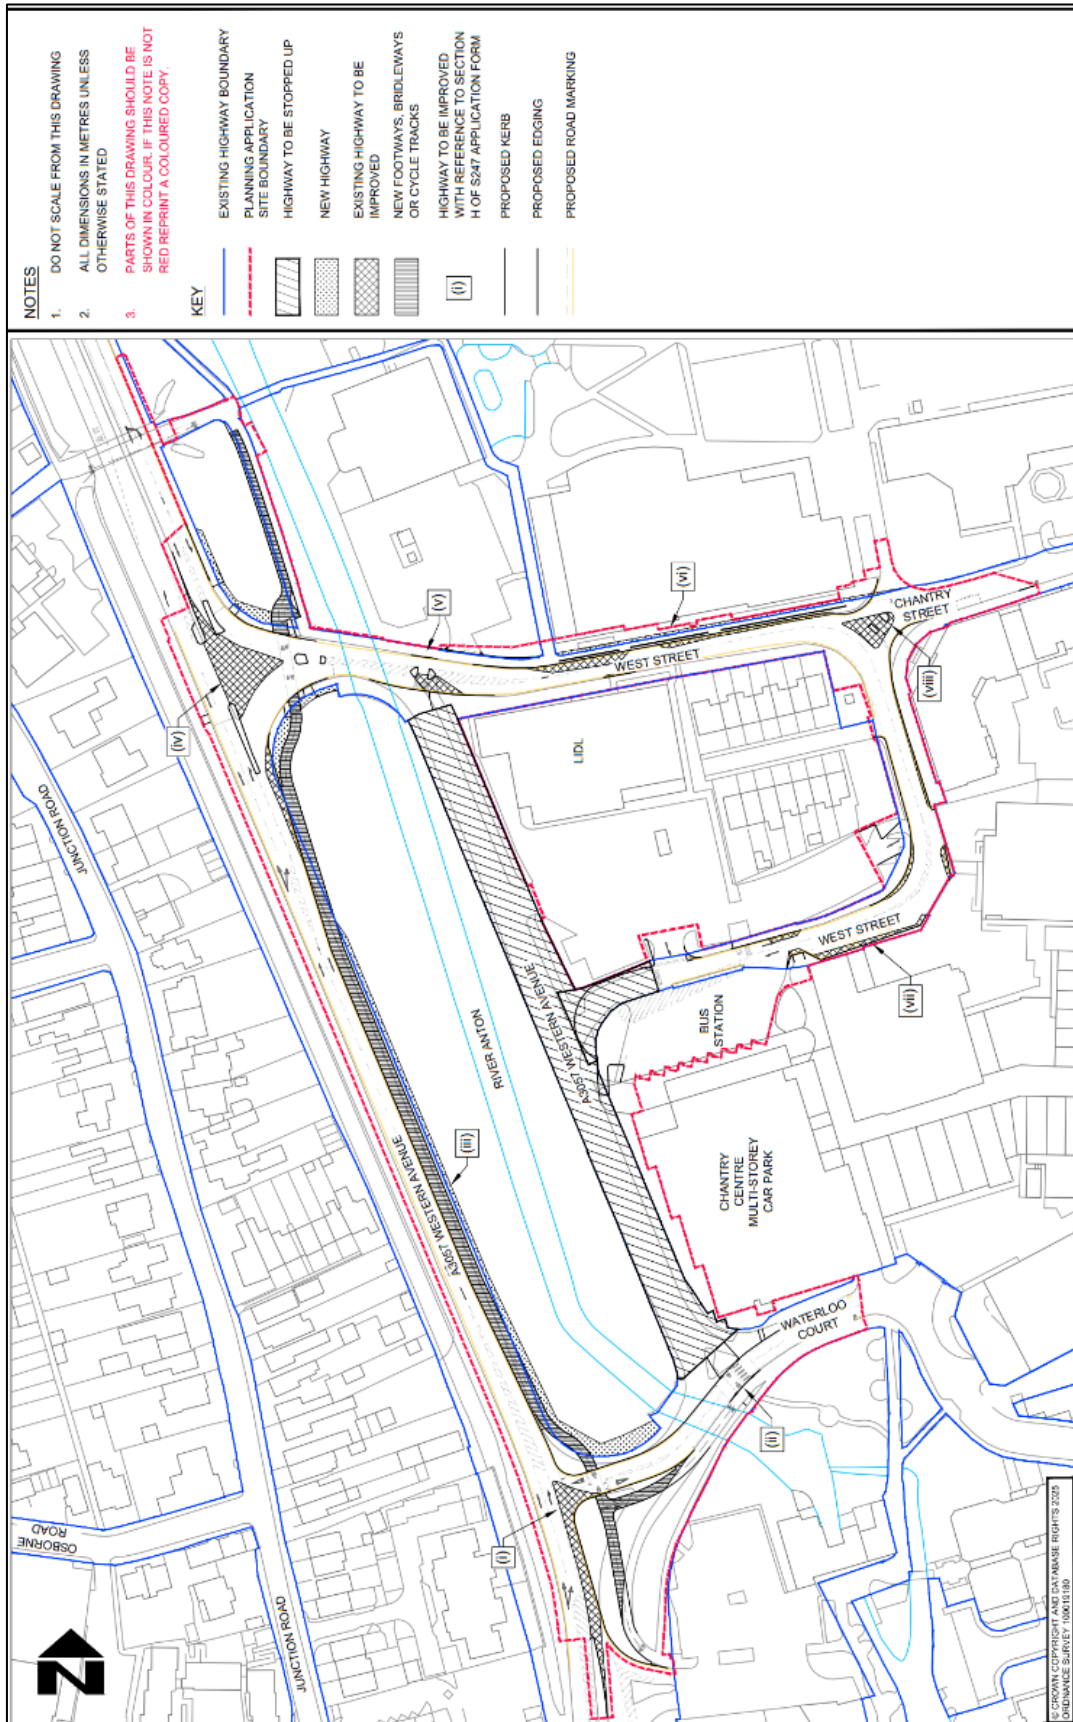 NOTES
1. DO NOT SCALE FROM THIS DRAWING
2. ALL DIMENSIONS IN METRES UNLESS
OTHERWISE STATED
3. PARTS OF THIS DRAWING SHOULD BE
SHOWN IN COLOUR. IF THIS NOTE IS NOT
RED REPRINT A COLOURED COPY.
KEY
EXISTING HIGHWAY BOUNDARY
PLANNING APPLICATION
SITE BOUNDARY
HIGHWAY TO BE STOPPED UP
NEW HIGHWAY
EXISTING HIGHWAY TO BE
IMPROVED
NEW FOOTWAYS, BRIDLEWAYS
OR CYCLE TRACKS
(i)
HIGHWAY TO BE IMPROVED
WITH REFERENCE TO SECTION
H OF S247 APPLICATION FORM
PROPOSED KERB
PROPOSED EDGING
PROPOSED ROAD MARKING
N
OSBORNE
ROAD
JUNCTION ROAD
JUNCTION ROAD
(i)
(ii)
(iii)
(iv)
(v)
(vi)
(vii)
(viii)
A3057 WESTERN AVENUE
RIVER ANTON
A3057 WESTERN AVENUE
WEST STREET
CHANTRY
STREET
LIDL
WEST STREET
BUS
STATION
CHANTRY
CENTRE
MULTI-STOREY
CAR PARK
WATERLOO
COURT
© CROWN COPYRIGHT AND DATABASE RIGHTS 2025
ORDNANCE SURVEY 100019180